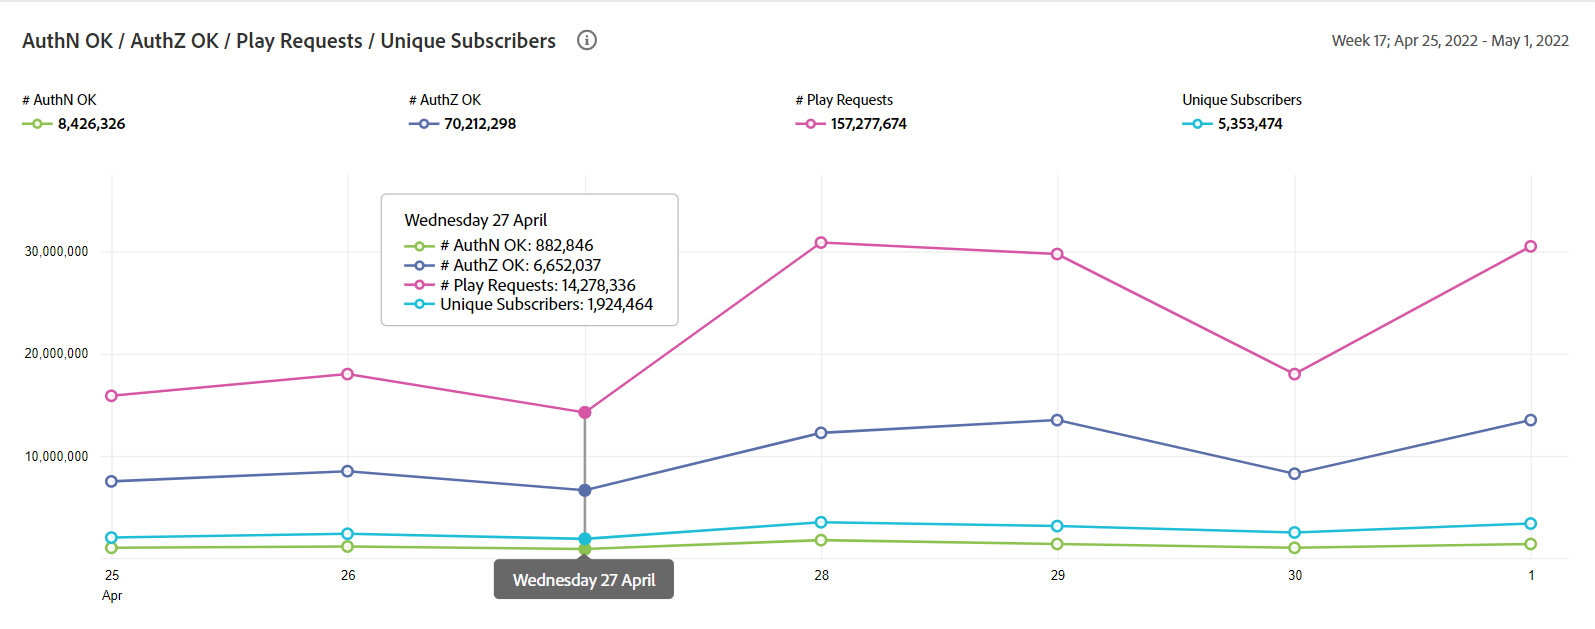 AuthN OK / AuthZ OK / Play Requests / Unique Subscribers
Week 17; Apr 25, 2022 - May 1, 2022
# AuthN OK
8,426,326
# AuthZ OK
70,212,298
# Play Requests
157,277,674
Unique Subscribers
5,353,474
Wednesday 27 April
# AuthN OK: 882,846
# AuthZ OK: 6,652,037
# Play Requests: 14,278,336
Unique Subscribers: 1,924,464
30,000,000
20,000,000
10,000,000
25
Apr
26
Wednesday 27 April
28
29
30
1